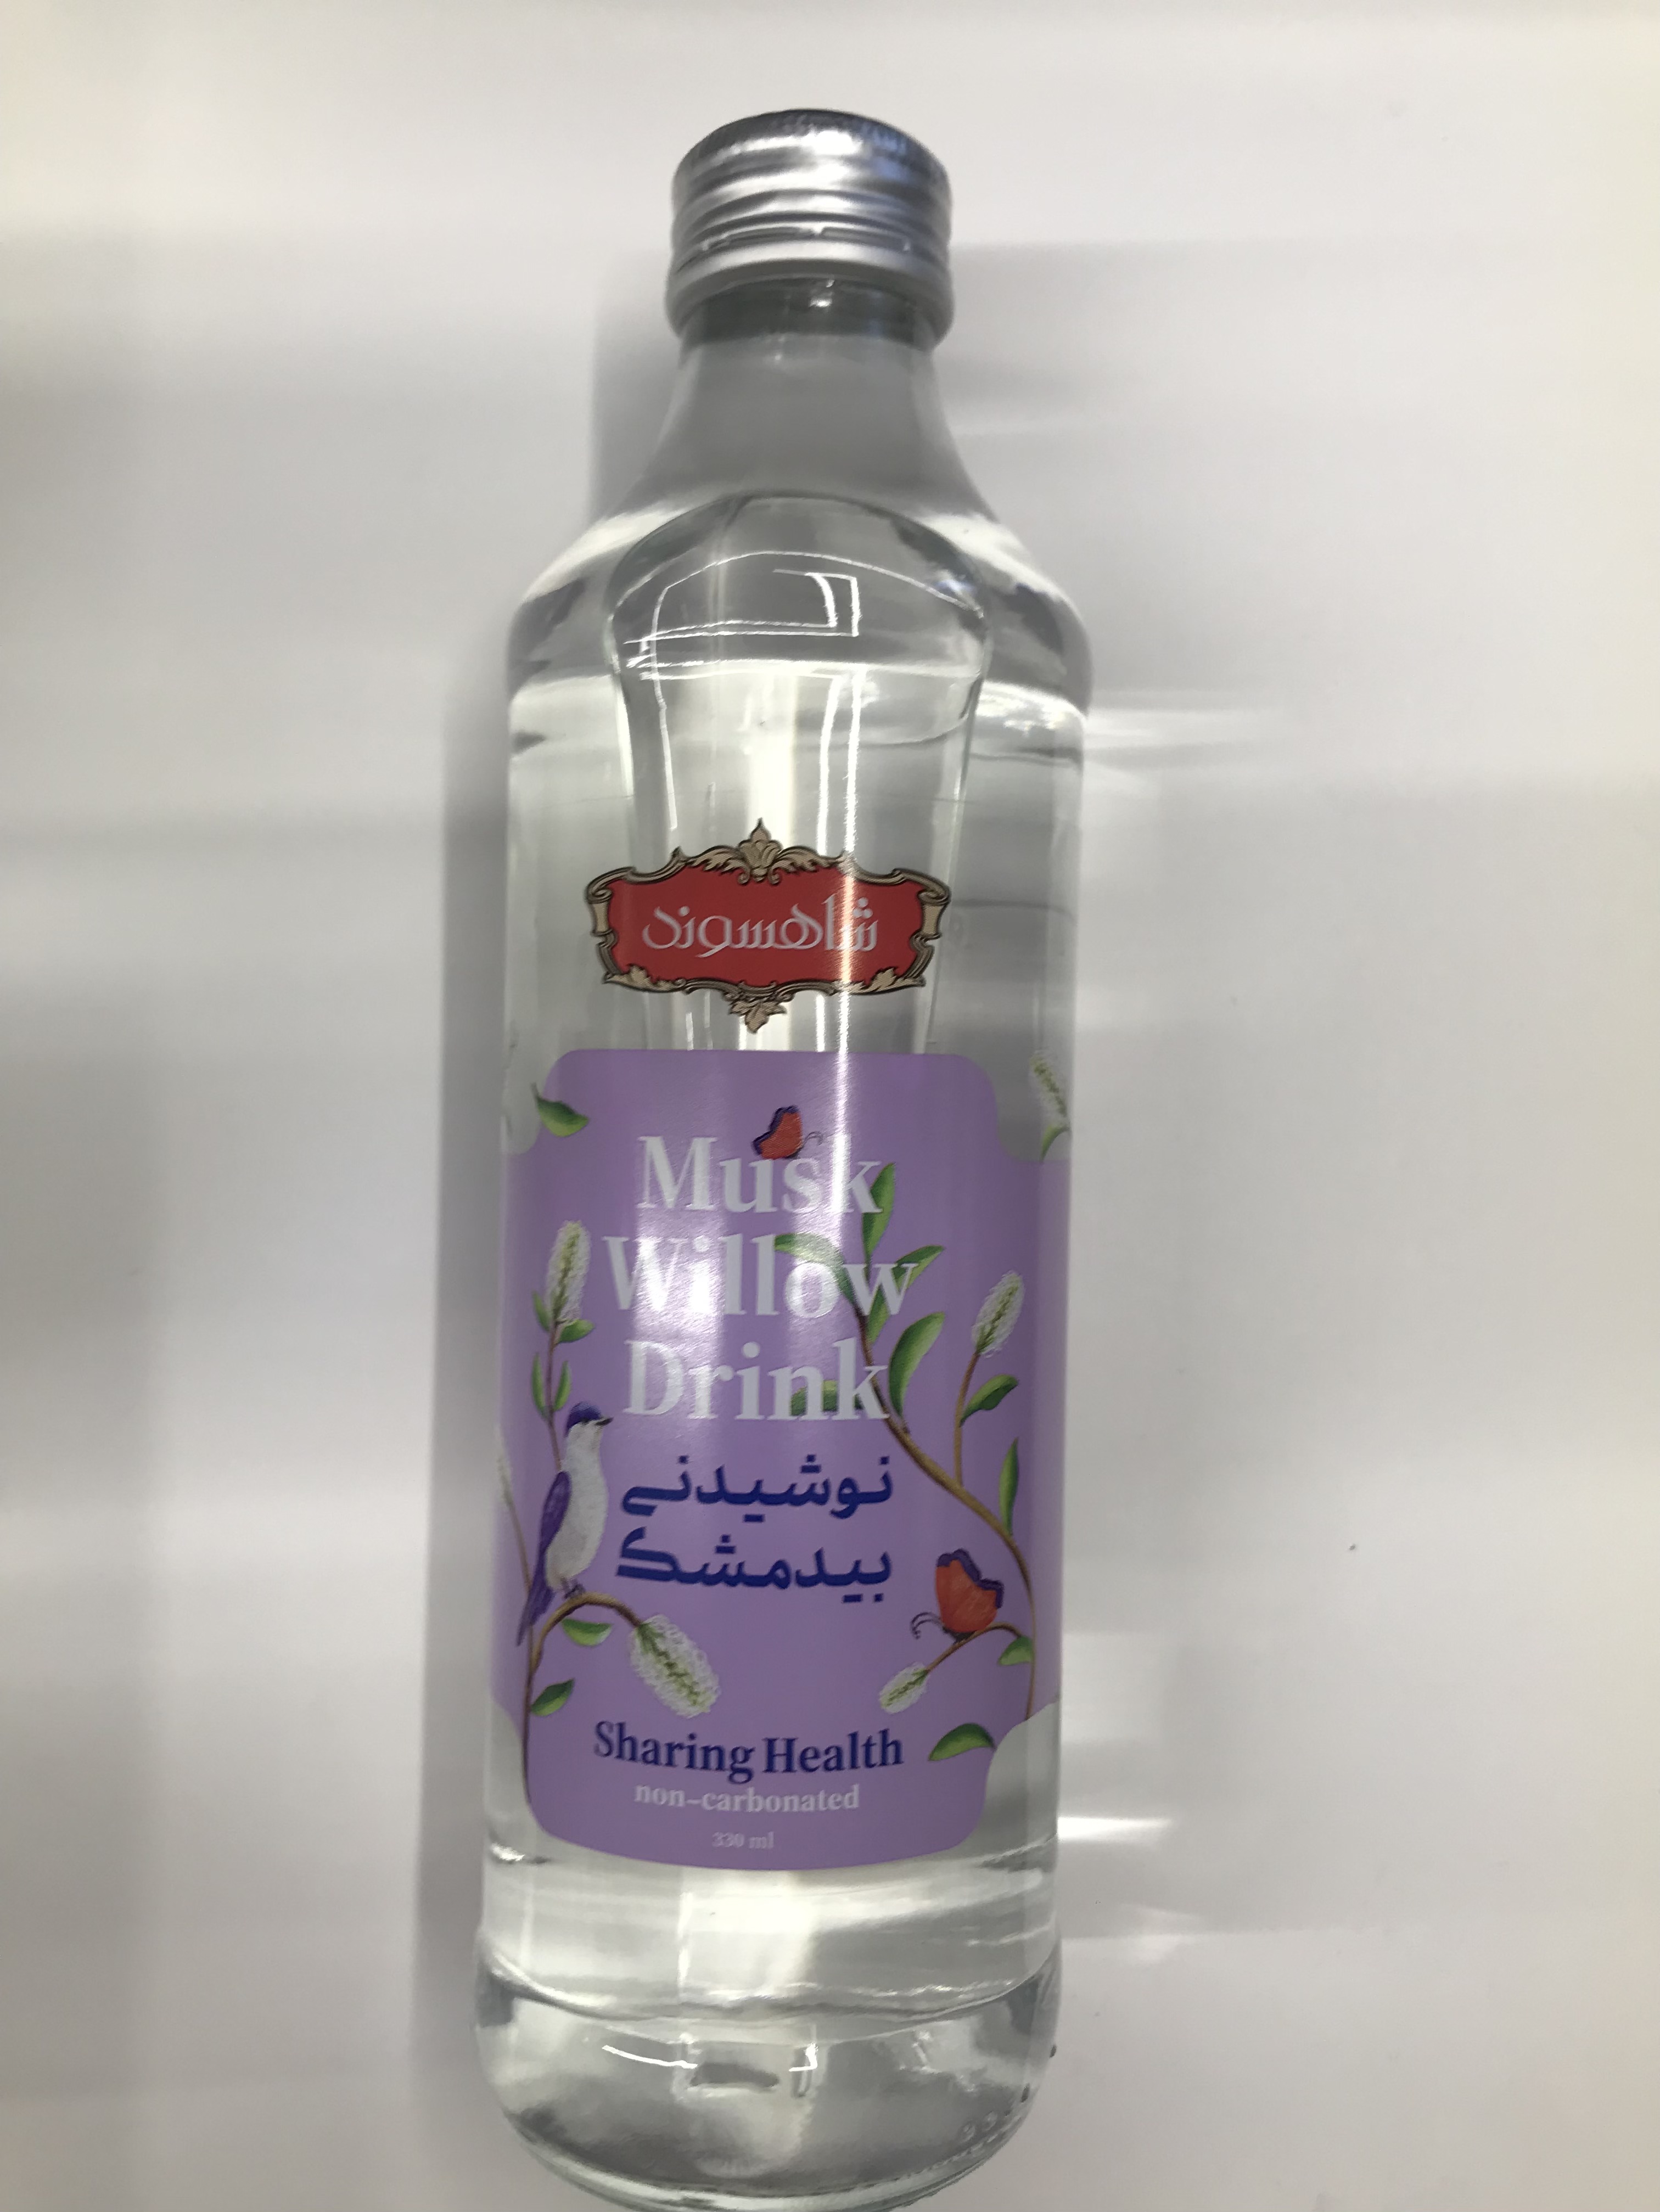 شاهسوند
Musk
Willow
Drink
نوشیدنی
بیدمشک
Sharing Health
non-carbonated
330 ml